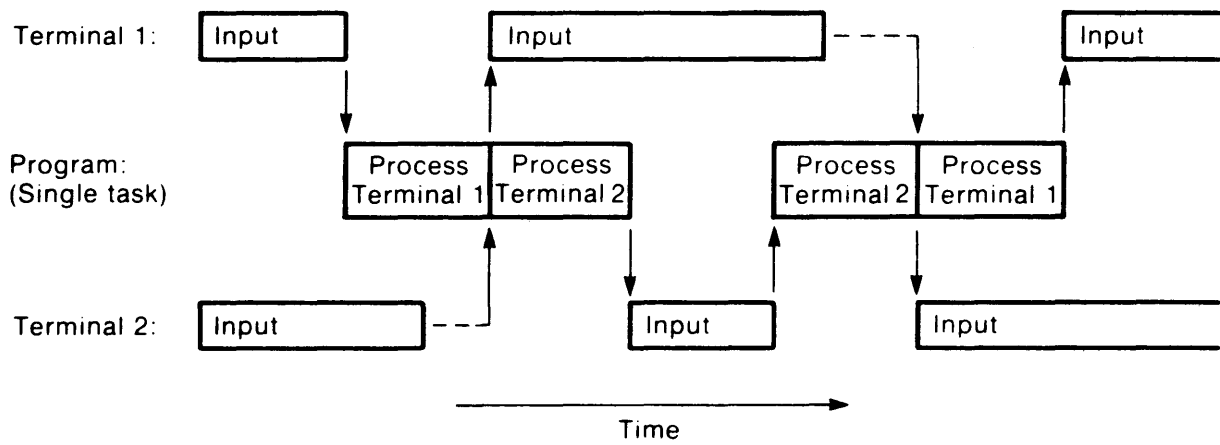 Terminal 1:
Input
Input
Input
Program:
(Single task)
Process
Terminal 1
Process
Terminal 2
Process
Terminal 2
Process
Terminal 1
Terminal 2:
Input
Input
Input
Time